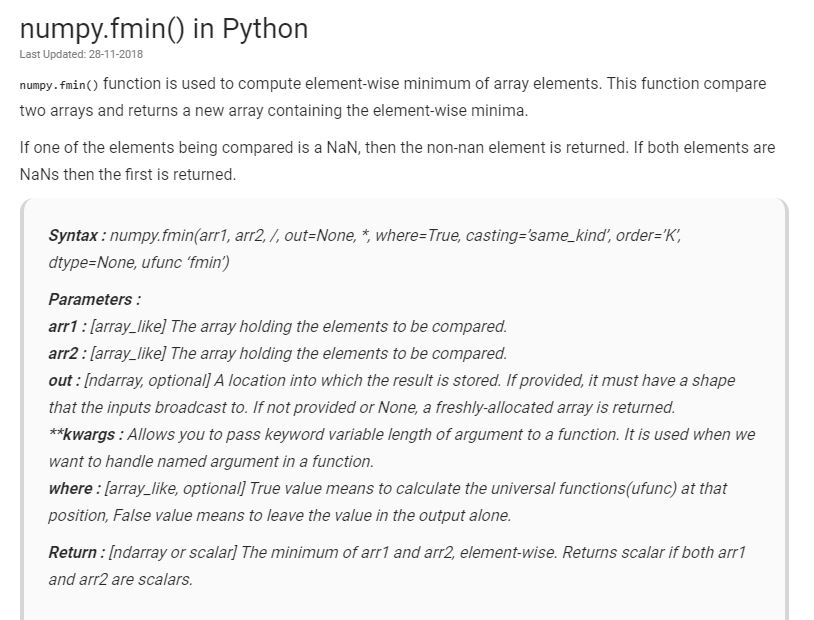 numpy.fmin() in Python
Last Updated: 28-11-2018
numpy.fmin() function is used to compute element-wise minimum of array elements. This function compare
two arrays and returns a new array containing the element-wise minima.
If one of the elements being compared is a NaN, then the non-nan element is returned. If both elements are
NaNs then the first is returned.
Syntax : numpy.fmin(arr1, arr2, /, out=None, *, where=True, casting=’same_kind’, order=’K’,
dtype=None, ufunc ‘fmin’)
Parameters :
arr1 : [array_like] The array holding the elements to be compared.
arr2 : [array_like] The array holding the elements to be compared.
out : [ndarray, optional] A location into which the result is stored. If provided, it must have a shape
that the inputs broadcast to. If not provided or None, a freshly-allocated array is returned.
**kwargs : Allows you to pass keyword variable length of argument to a function. It is used when we
want to handle named argument in a function.
where : [array_like, optional] True value means to calculate the universal functions(ufunc) at that
position, False value means to leave the value in the output alone.
Return : [ndarray or scalar] The minimum of arr1 and arr2, element-wise. Returns scalar if both arr1
and arr2 are scalars.